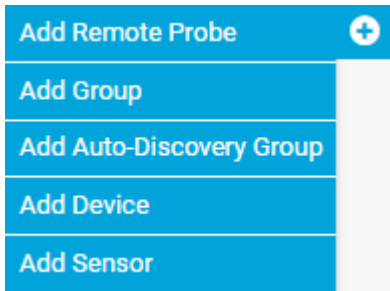 Add Remote Probe
Add Group
Add Auto-Discovery Group
Add Device
Add Sensor